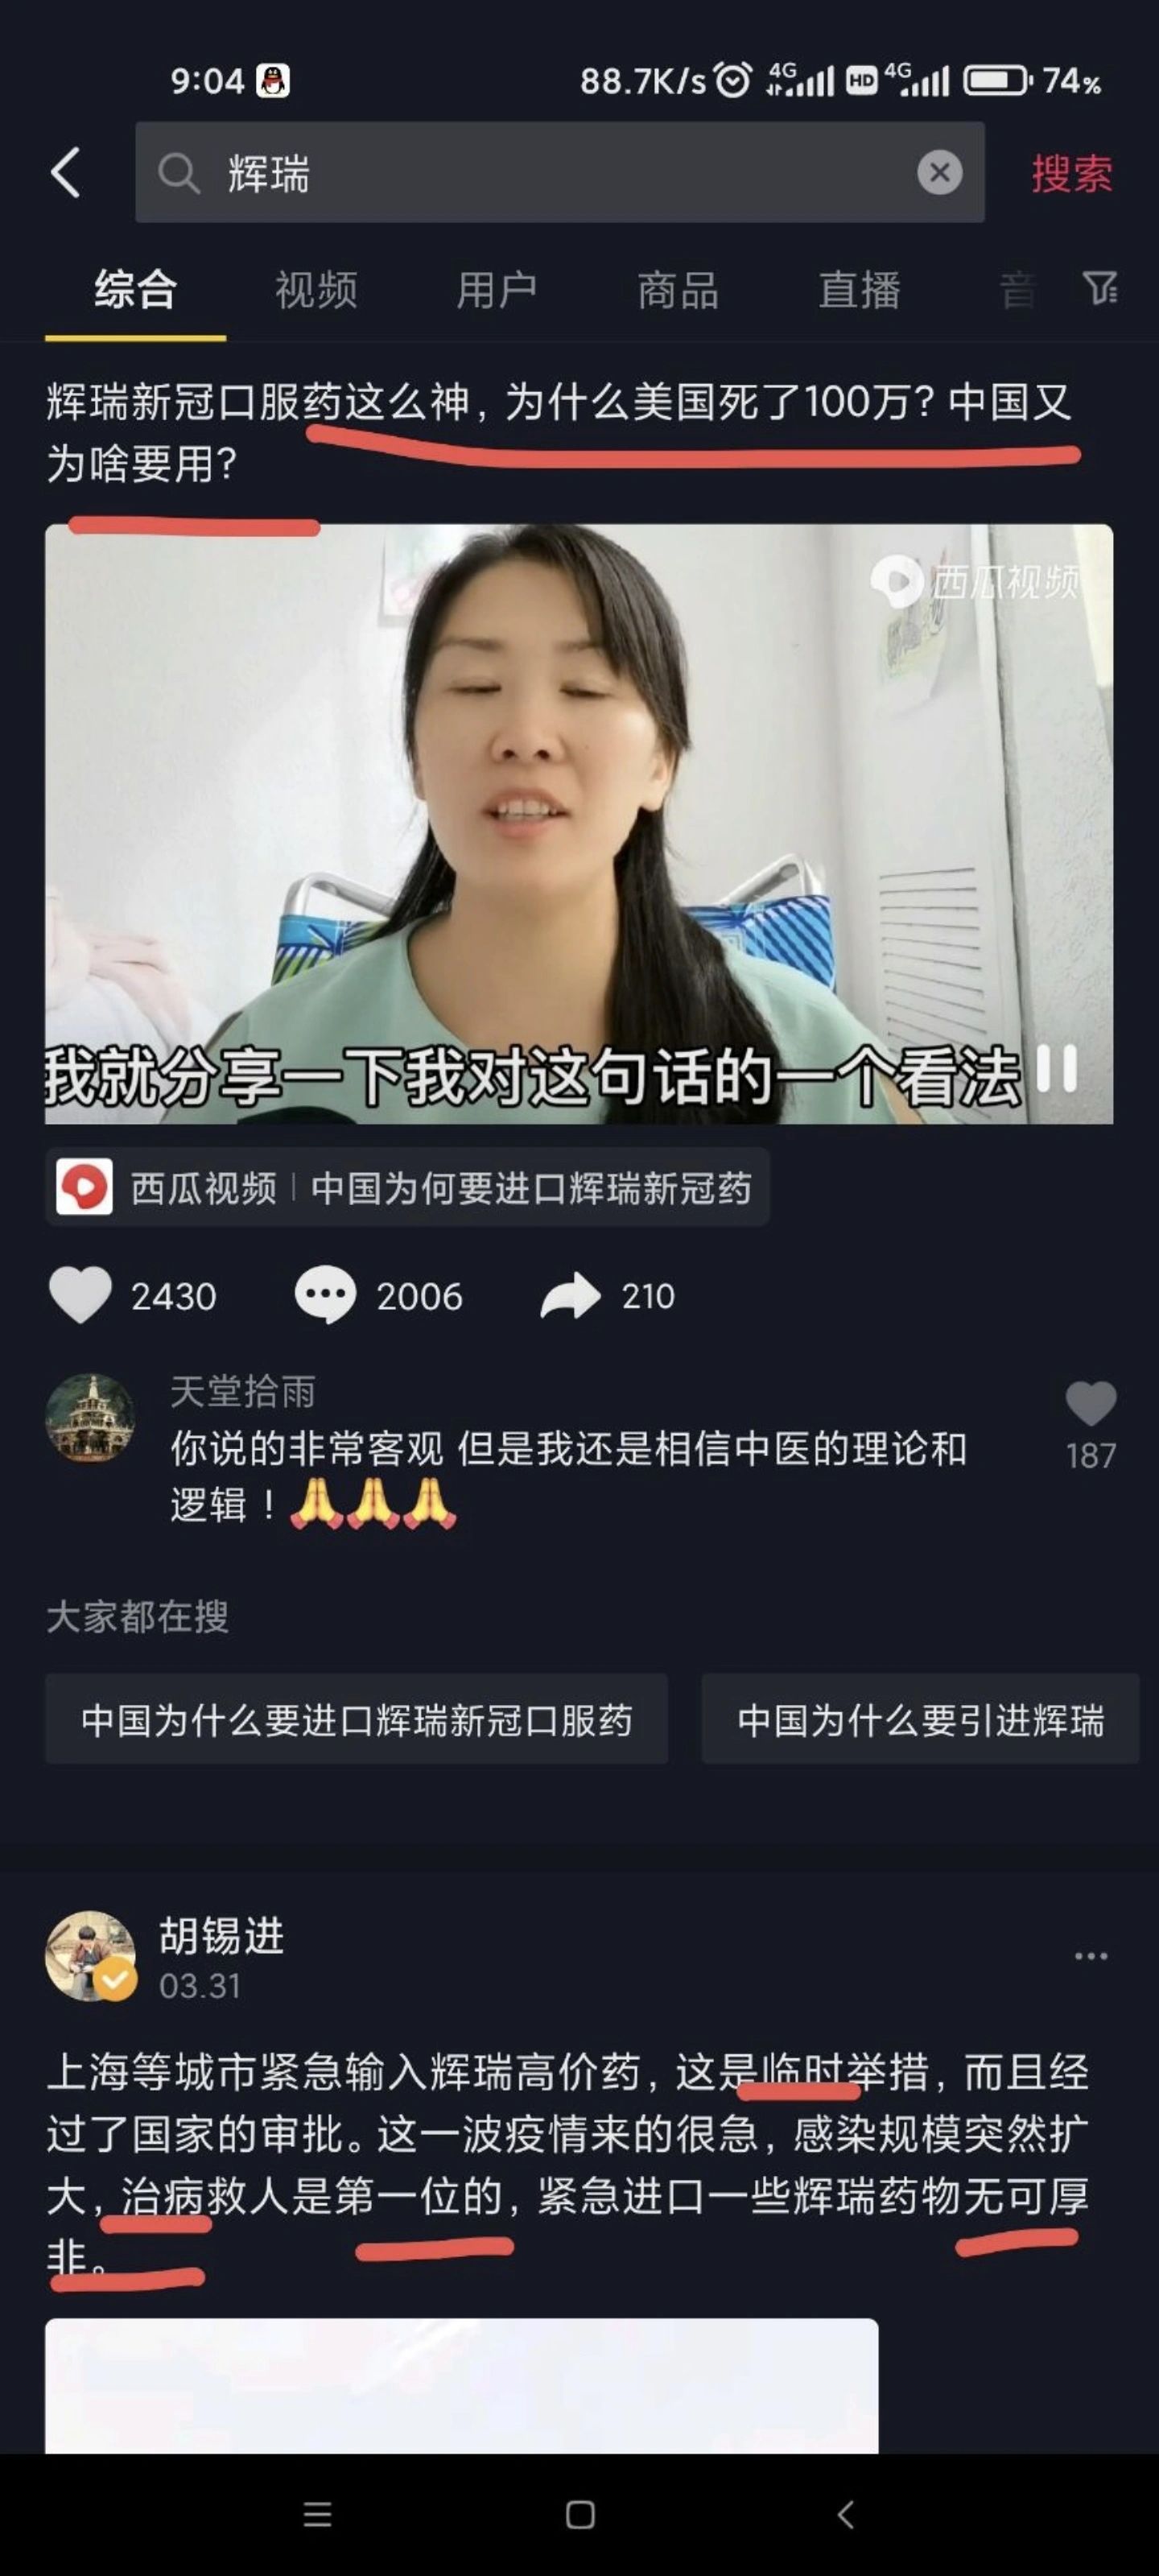 9:04 88.7K/s 4G HD 4G 74%
辉瑞 搜索
综合 视频 用户 商品 直播 音
辉瑞新冠口服药这么神，为什么美国死了100万？中国又
为啥要用？
西瓜视频
我就分享一下我对这句话的一个看法
西瓜视频 | 中国为何要进口辉瑞新冠药
2430 2006 210
天堂拾雨
你说的非常客观 但是我还是相信中医的理论和
逻辑！🙏🙏🙏
187
大家都在搜
中国为什么要进口辉瑞新冠口服药 中国为什么要引进辉瑞
胡锡进
03.31
上海等城市紧急输入辉瑞高价药，这是临时举措，而且经
过了国家的审批。这一波疫情来的很急，感染规模突然扩
大，治病救人是第一位的，紧急进口一些辉瑞药物无可厚
非。